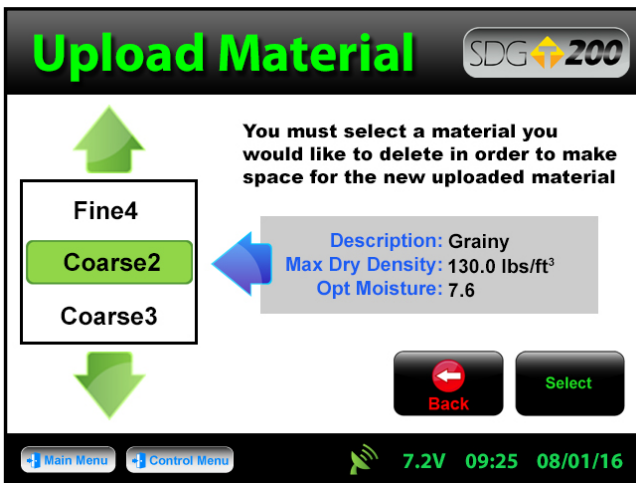 Upload Material
SDG 200
You must select a material you
would like to delete in order to make
space for the new uploaded material
Fine4
Coarse2
Coarse3
Description: Grainy
Max Dry Density: 130.0 lbs/ft³
Opt Moisture: 7.6
Back
Select
Main Menu
Control Menu
7.2V 09:25 08/01/16